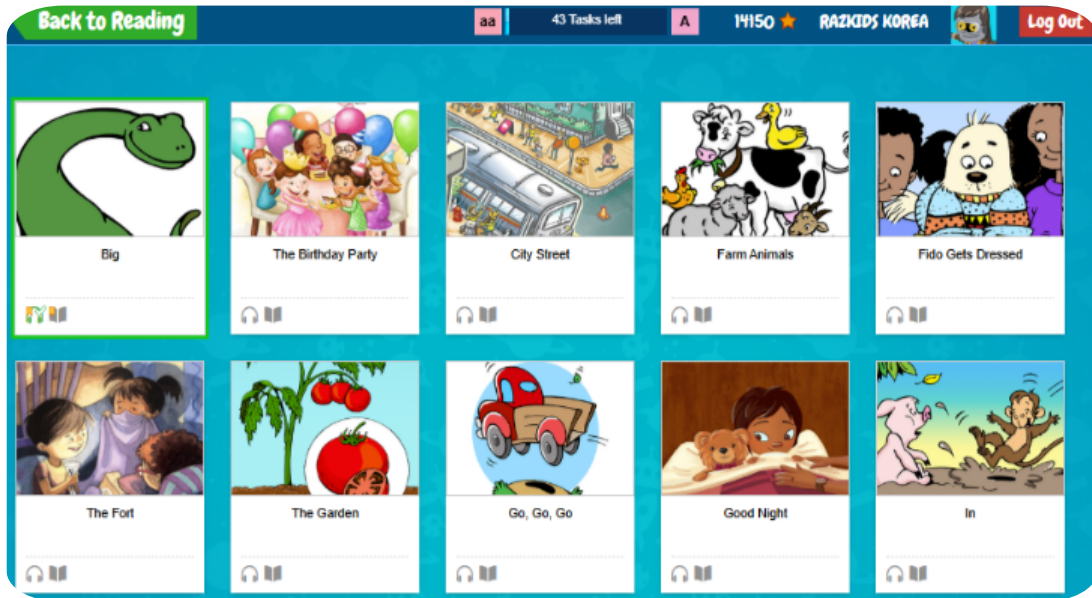 Back to Reading
aa
43 Tasks left
A
14150
RAZKIDS KOREA
Log Out
Big
The Birthday Party
City Street
Farm Animals
Fido Gets Dressed
The Fort
The Garden
Go, Go, Go
Good Night
In